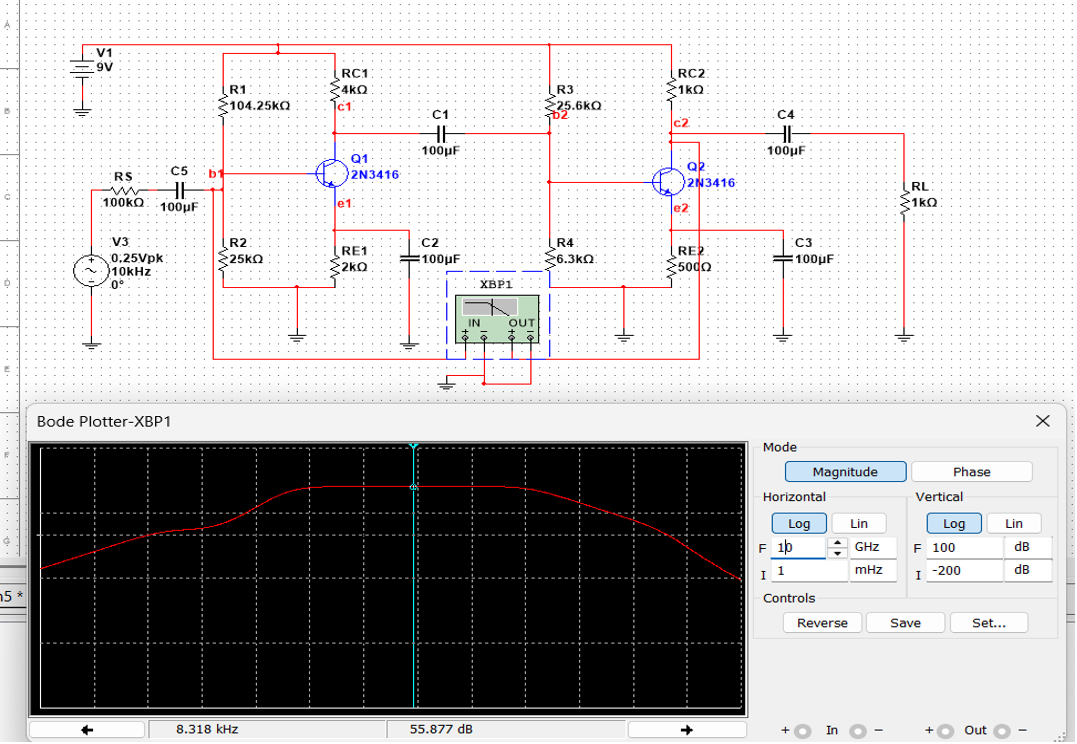 A
B
C
D
E
F
G
V1
9V
R1
104.25kΩ
RC1
4kΩ
c1
C1
100µF
R3
25.6kΩ
b2
RC2
1kΩ
c2
C4
100µF
RS
100kΩ
C5
100µF
b1
Q1
2N3416
e1
Q2
2N3416
e2
RL
1kΩ
V3
0.25Vpk
10kHz
0°
R2
25kΩ
RE1
2kΩ
C2
100µF
R4
6.3kΩ
RE2
500Ω
C3
100µF
XBP1
IN OUT
+ − + −
Bode Plotter-XBP1
Mode
Magnitude Phase
Horizontal Vertical
Log Lin Log Lin
F 10 GHz F 100 dB
I 1 mHz I -200 dB
Controls
Reverse Save Set...
8.318 kHz 55.877 dB
+ In − + Out −
n5 *